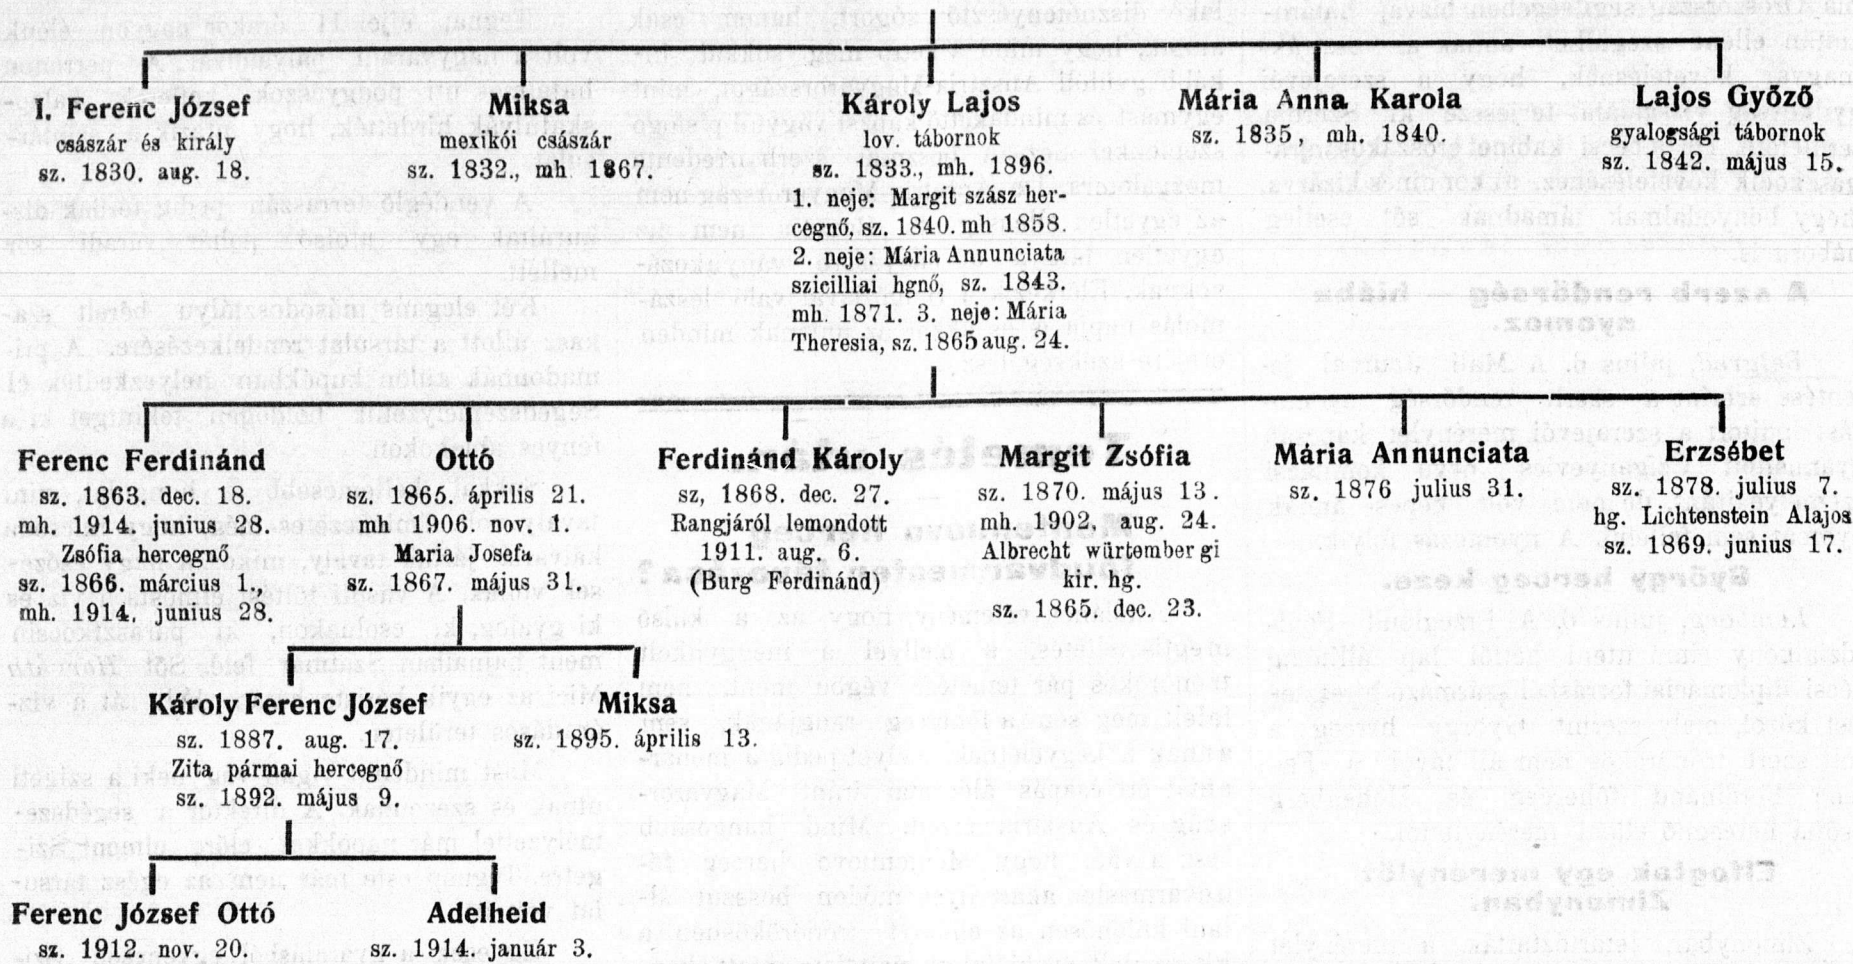 I. Ferenc József
császár és király
sz. 1830. aug. 18.
Miksa
mexikói császár
sz. 1832., mh. 1867.
Károly Lajos
lov. tábornok
sz. 1833., mh. 1896.
1. neje: Margit szász her-
cegnő, sz. 1840. mh 1858.
2. neje: Mária Annunciata
szicilliai hgnő, sz. 1843.
mh. 1871. 3. neje: Mária
Theresia, sz. 1865 aug. 24.
Mária Anna Karola
sz. 1835, mh. 1840.
Lajos Győző
gyalogsági tábornok
sz. 1842. május 15.
Ferenc Ferdinánd
sz. 1863. dec. 18.
mh. 1914. junius 28.
Zsófia hercegnő
sz. 1866. március 1.,
mh. 1914. junius 28.
Ottó
sz. 1865. április 21.
mh 1906. nov. 1.
Maria Josefa
sz. 1867. május 31.
Ferdinánd Károly
sz, 1868. dec. 27.
Rangjáról lemondott
1911. aug. 6.
(Burg Ferdinánd)
Margit Zsófia
sz. 1870. május 13.
mh. 1902, aug. 24.
Albrecht würtembergi
kir. hg.
sz. 1865. dec. 23.
Mária Annunciata
sz. 1876 julius 31.
Erzsébet
sz. 1878. julius 7.
hg. Lichtenstein Alajos
sz. 1869. junius 17.
Károly Ferenc József
sz. 1887. aug. 17.
Zita pármai hercegnő
sz. 1892. május 9.
Miksa
sz. 1895. április 13.
Ferenc József Ottó
sz. 1912. nov. 20.
Adelheid
sz. 1914. január 3.